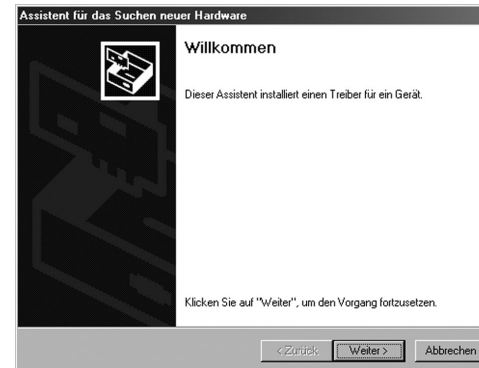 Assistent für das Suchen neuer Hardware
Willkommen
Dieser Assistent installiert einen Treiber für ein Gerät.
Klicken Sie auf "Weiter", um den Vorgang fortzusetzen.
< Zurück Weiter > Abbrechen